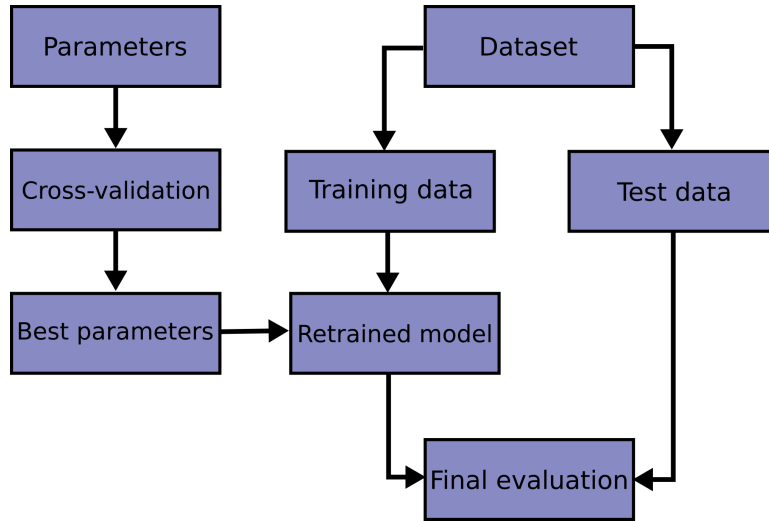 Parameters
Dataset
Cross-validation
Training data
Test data
Best parameters
Retrained model
Final evaluation